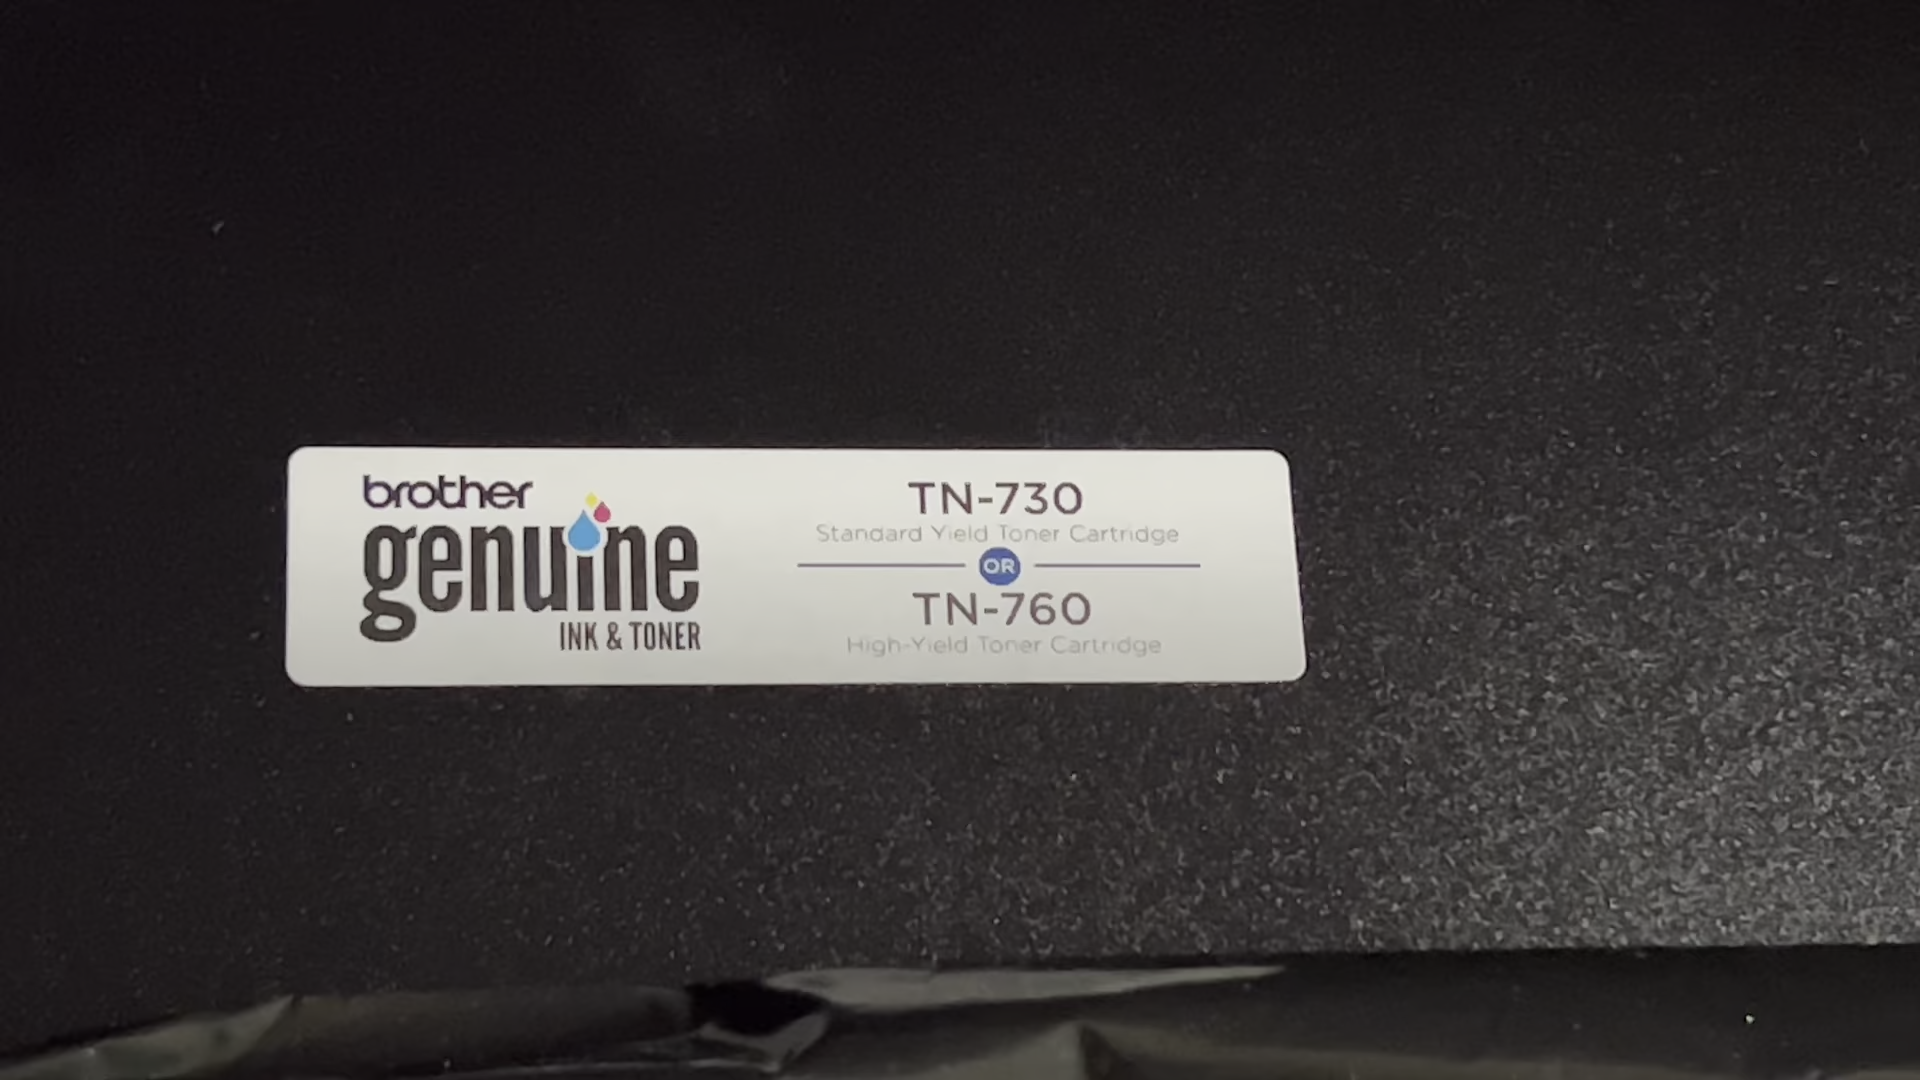 brother
genuine
INK & TONER
TN-730
Standard Yield Toner Cartridge
OR
TN-760
High-Yield Toner Cartridge